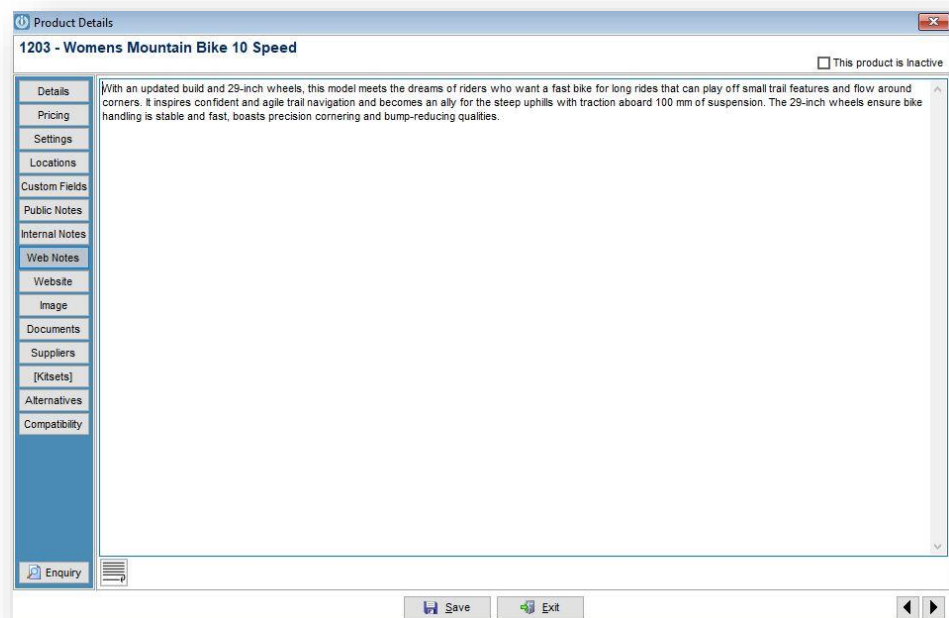 Product Details
1203 - Womens Mountain Bike 10 Speed
This product is Inactive
Details
Pricing
Settings
Locations
Custom Fields
Public Notes
Internal Notes
Web Notes
Website
Image
Documents
Suppliers
[Kitsets]
Alternatives
Compatibility
Enquiry
With an updated build and 29-inch wheels, this model meets the dreams of riders who want a fast bike for long rides that can play off small trail features and flow around
corners. It inspires confident and agile trail navigation and becomes an ally for the steep uphills with traction aboard 100 mm of suspension. The 29-inch wheels ensure bike
handling is stable and fast, boasts precision cornering and bump-reducing qualities.
Save
Exit